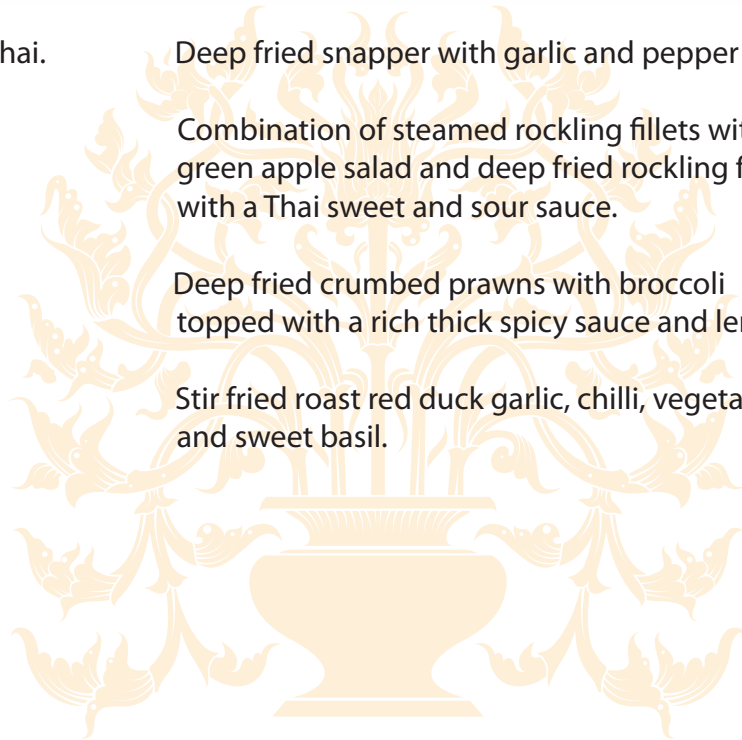 hai.
Deep fried snapper with garlic and pepper
Combination of steamed rockling fillets wi
green apple salad and deep fried rockling f
with a Thai sweet and sour sauce.
Deep fried crumbed prawns with broccoli
topped with a rich thick spicy sauce and le
Stir fried roast red duck garlic, chilli, vegeta
and sweet basil.